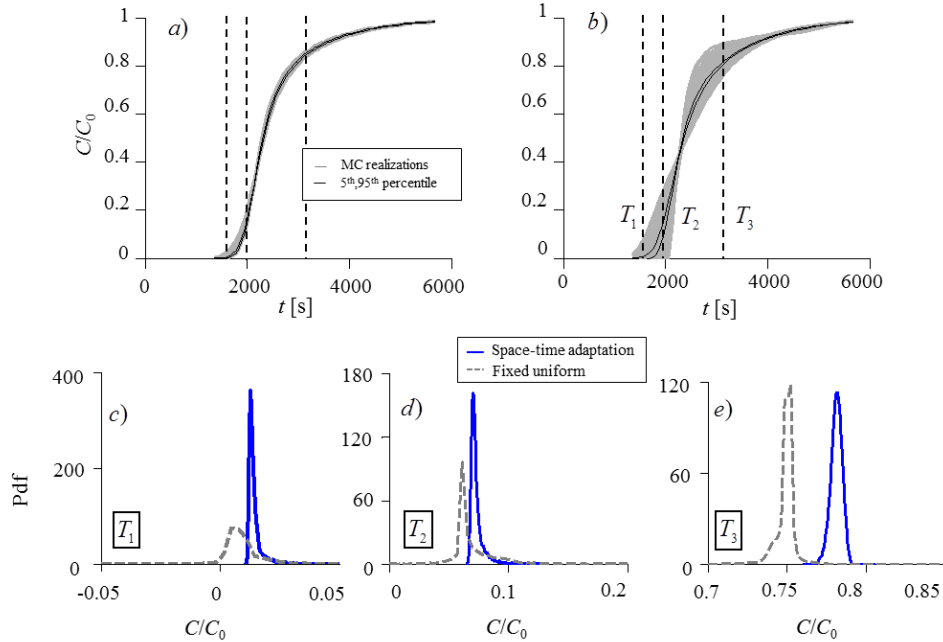 a)
b)
1
0.8
0.6
0.4
0.2
0
C/C0
MC realizations
5th,95th percentile
0
2000
4000
6000
t [s]
1
0.8
0.6
0.4
0.2
0
T1
T2
T3
0
2000
4000
6000
t [s]
Space-time adaptation
Fixed uniform
c)
400
200
0
Pdf
T1
-0.05
0
0.05
C/C0
d)
180
120
60
0
T2
0
0.1
0.2
C/C0
e)
120
60
0
T3
0.7
0.75
0.8
0.85
C/C0